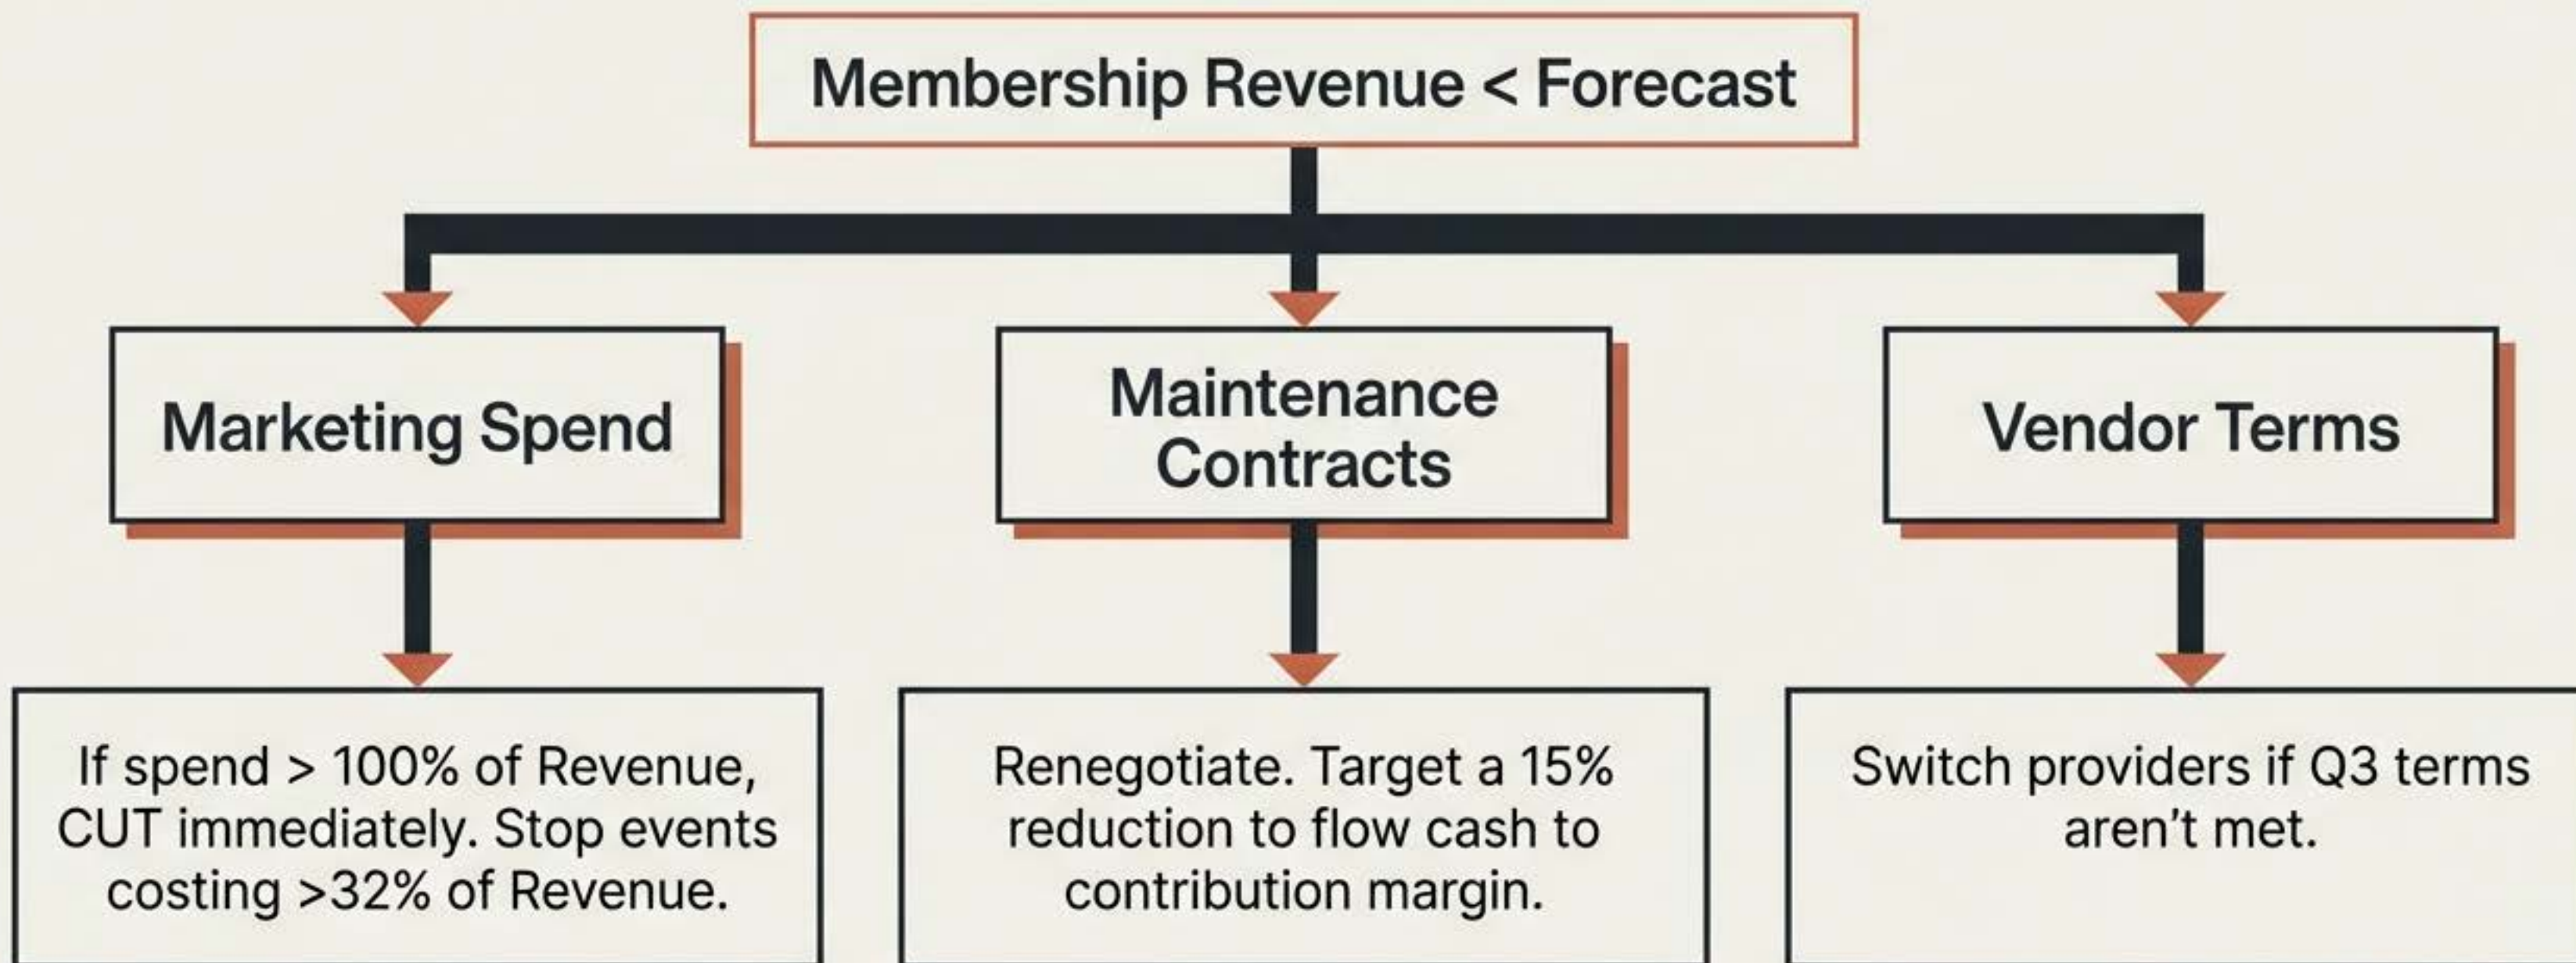 Membership Revenue < Forecast
Marketing Spend
Maintenance
Contracts
Vendor Terms
If spend > 100% of Revenue,
CUT immediately. Stop events
costing >32% of Revenue.
Renegotiate. Target a 15%
reduction to flow cash to
contribution margin.
Switch providers if Q3 terms
aren’t met.